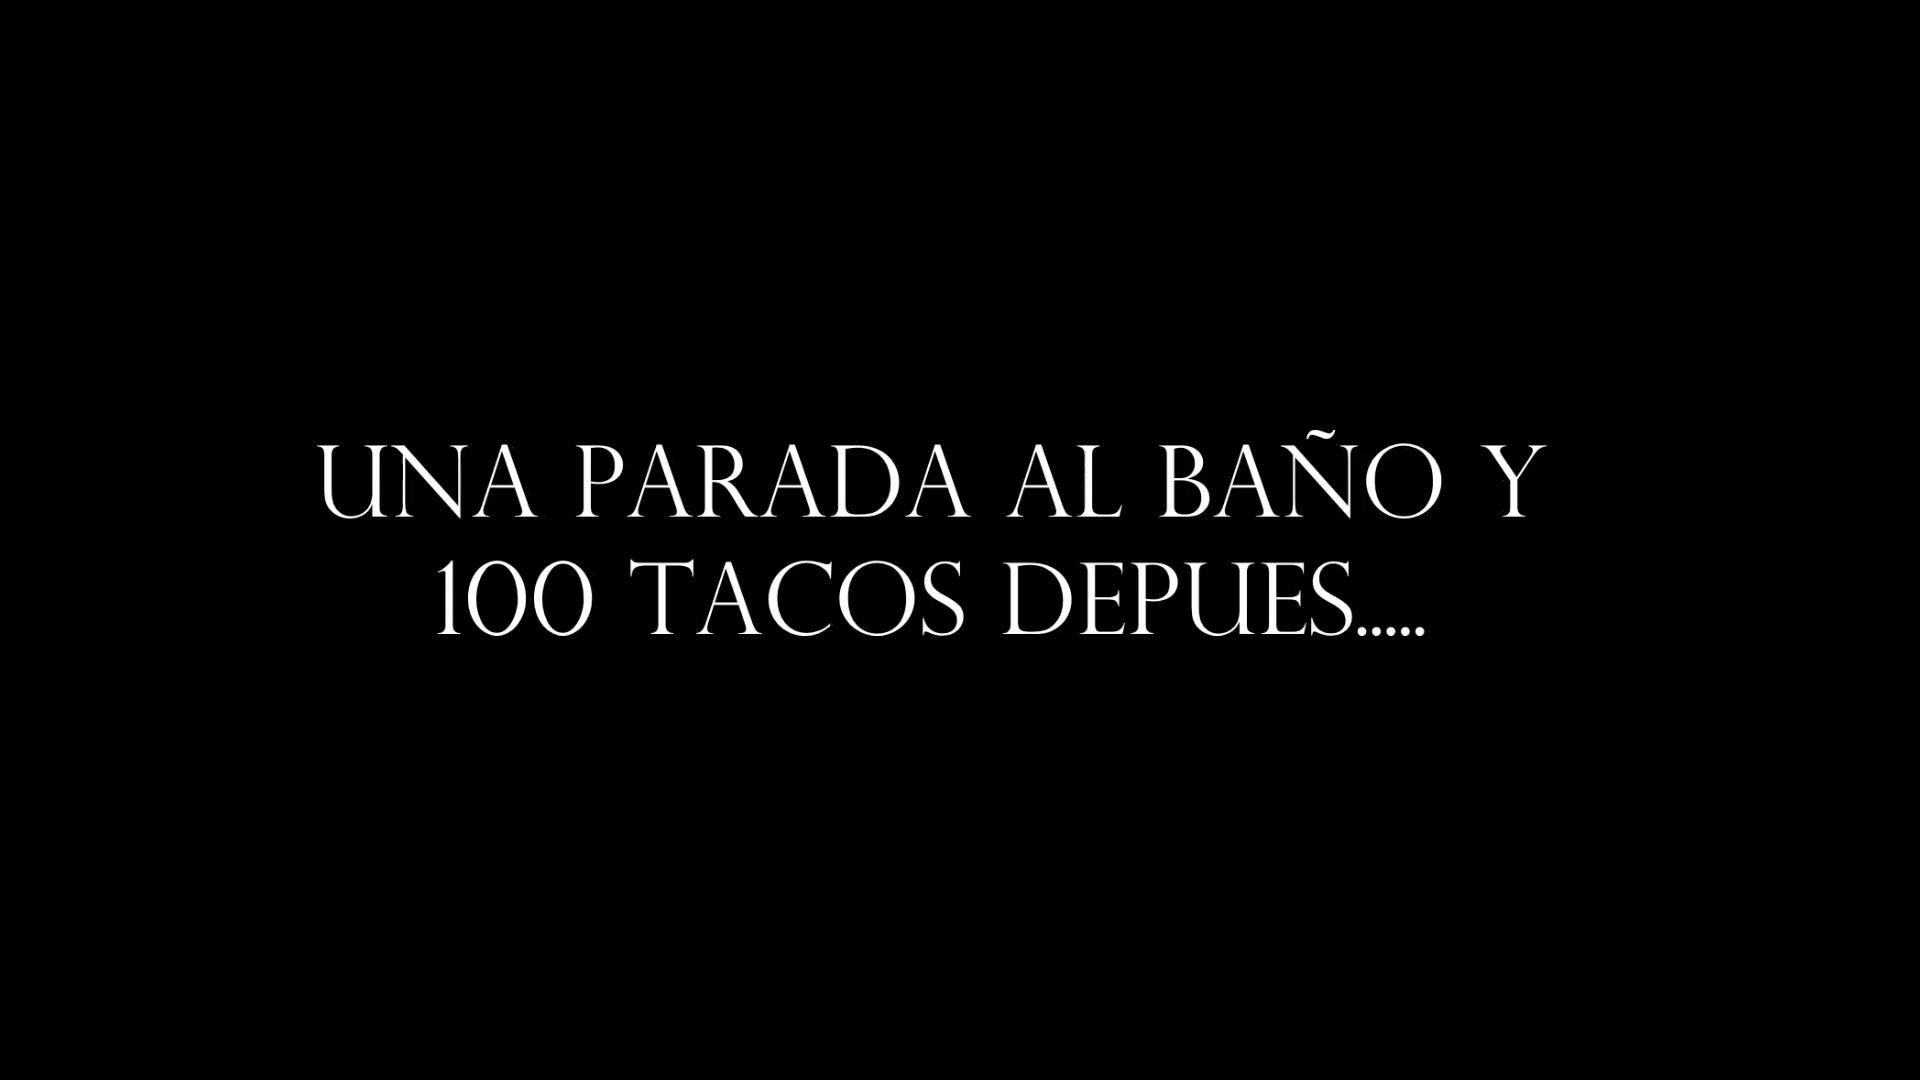 UNA PARADA AL BAÑO Y
100 TACOS DEPUES.....